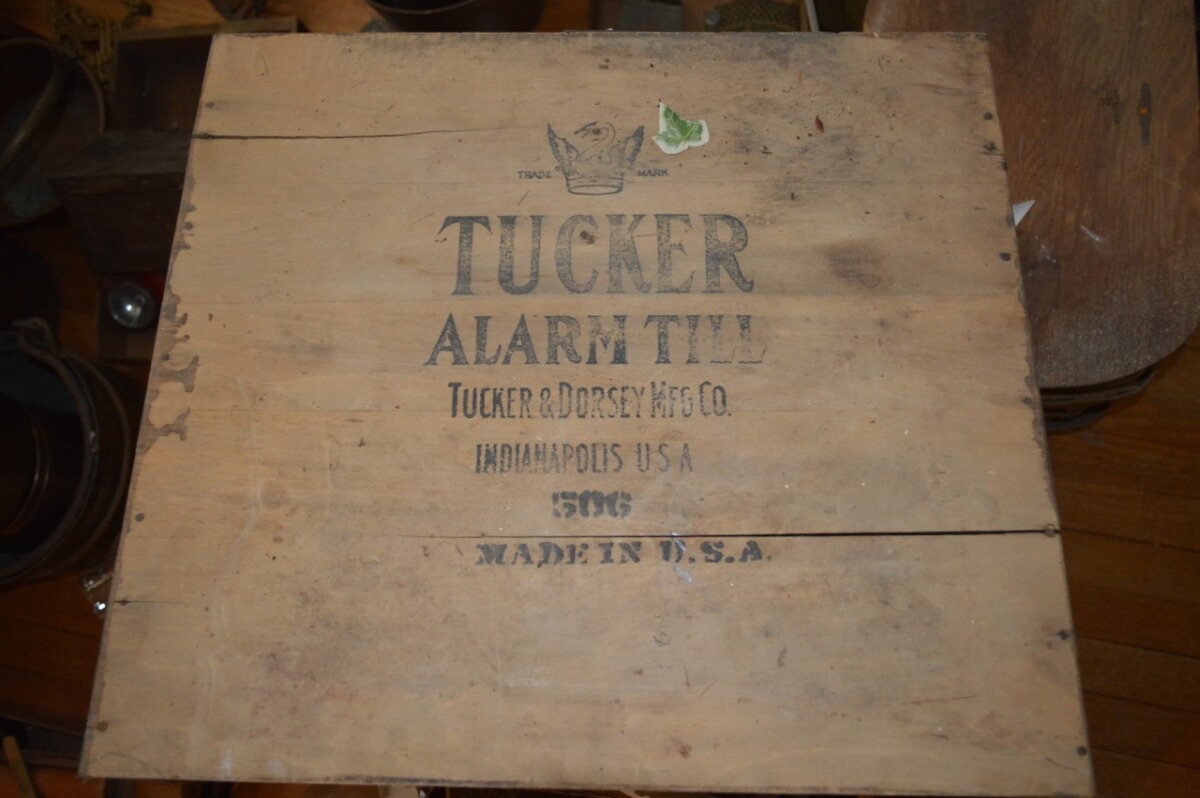 TRADE MARK
TUCKER
ALARM TILL
TUCKER & DORSEY MFG CO.
INDIANAPOLIS U S A
506
MADE IN U.S.A.